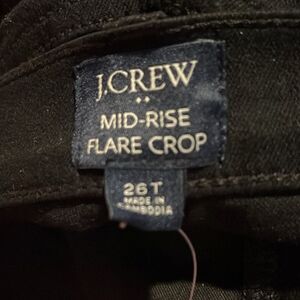 J.CREW
MID-RISE
FLARE CROP
26T
MADE IN
CAMBODIA